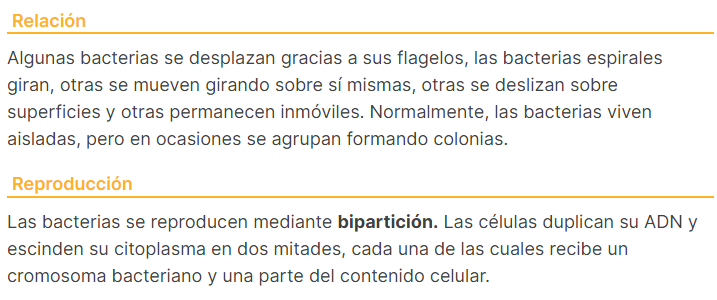 Relación
Algunas bacterias se desplazan gracias a sus flagelos, las bacterias espirales
giran, otras se mueven girando sobre sí mismas, otras se deslizan sobre
superficies y otras permanecen inmóviles. Normalmente, las bacterias viven
aisladas, pero en ocasiones se agrupan formando colonias.
Reproducción
Las bacterias se reproducen mediante bipartición. Las células duplican su ADN y
escinden su citoplasma en dos mitades, cada una de las cuales recibe un
cromosoma bacteriano y una parte del contenido celular.